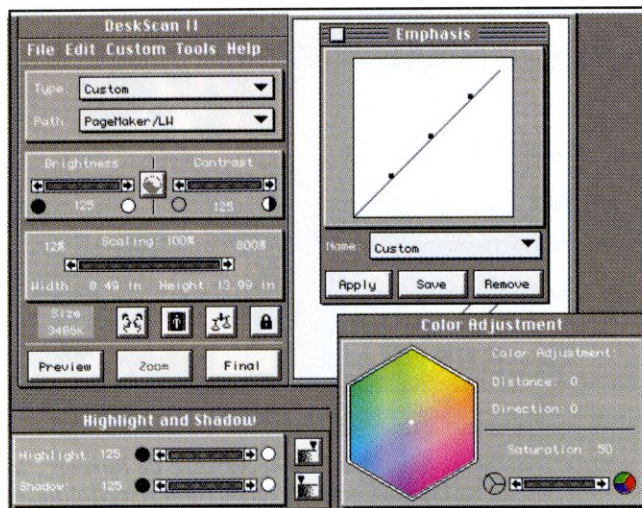 DeskScan II
File Edit Custom Tools Help
Type: Custom
Path: PageMaker/LW
Brightness Contrast
125 125
12% Scaling: 100% 800%
Width: 8.49 in Height: 13.99 in
Size
3486K
Preview Zoom Final
Emphasis
Name: Custom
Apply Save Remove
Highlight and Shadow
Highlight: 125
Shadow: 125
Color Adjustment
Color Adjustment:
Distance: 0
Direction: 0
Saturation: 50